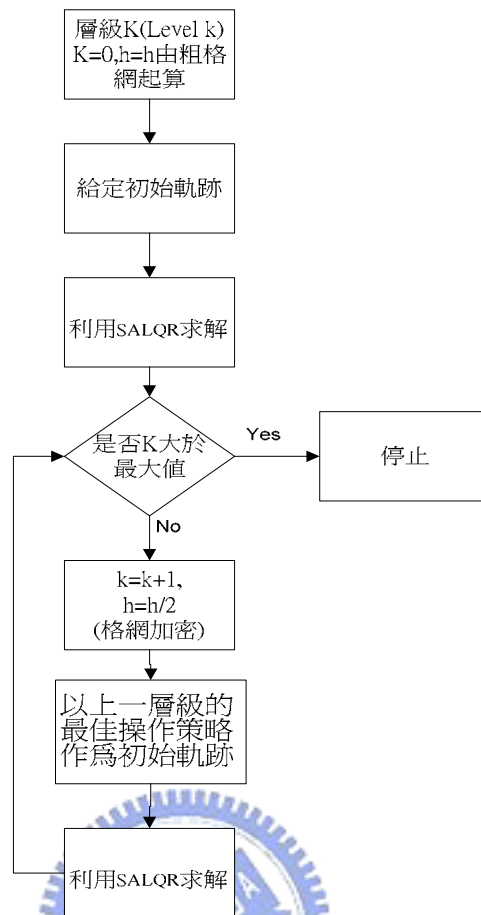 層級K(Level k)
K=0,h=h由粗格
網起算
給定初始軌跡
利用SALQR求解
是否K大於
最大值
Yes
停止
No
k=k+1,
h=h/2
(格網加密)
以上一層級的
最佳操作策略
作爲初始軌跡
利用SALQR求解